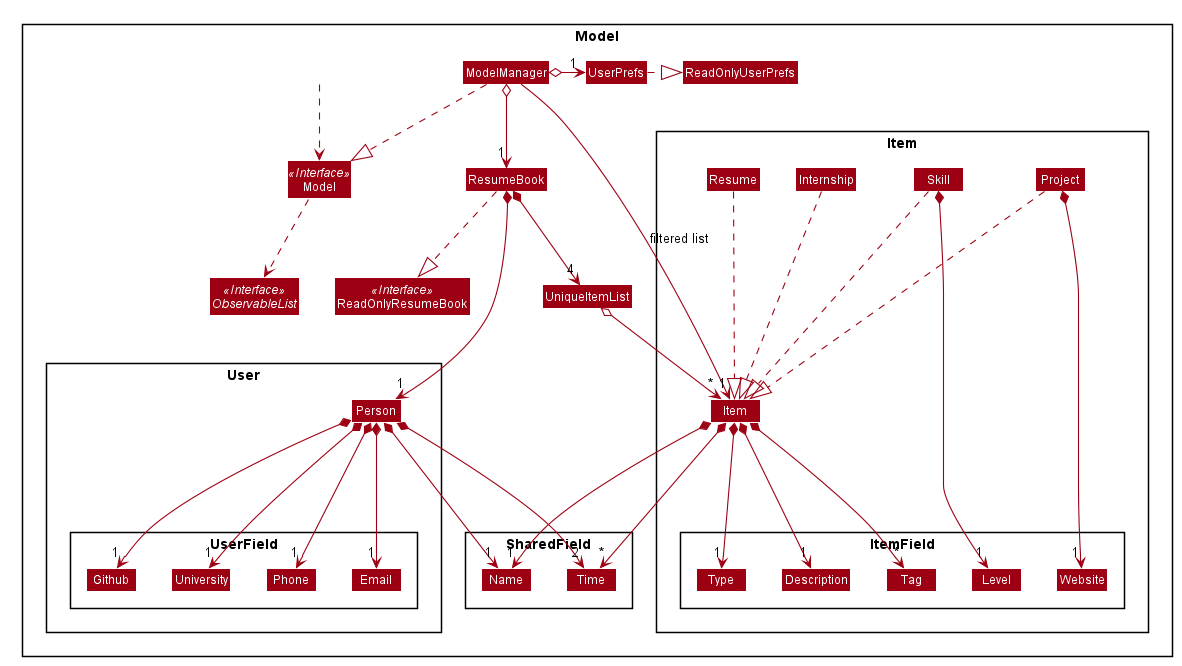 Model
ModelManager
1
UserPrefs
ReadOnlyUserPrefs
Item
«Interface»
Model
1
ResumeBook
Resume
Internship
Skill
Project
filtered list
4
«Interface»
ObservableList
«Interface»
ReadOnlyResumeBook
UniqueItemList
User
1
* 1
Person
Item
UserField
SharedField
ItemField
1
1
1
1
1
1
2
*
1
1
1
1
Github
University
Phone
Email
Name
Time
Type
Description
Tag
Level
Website